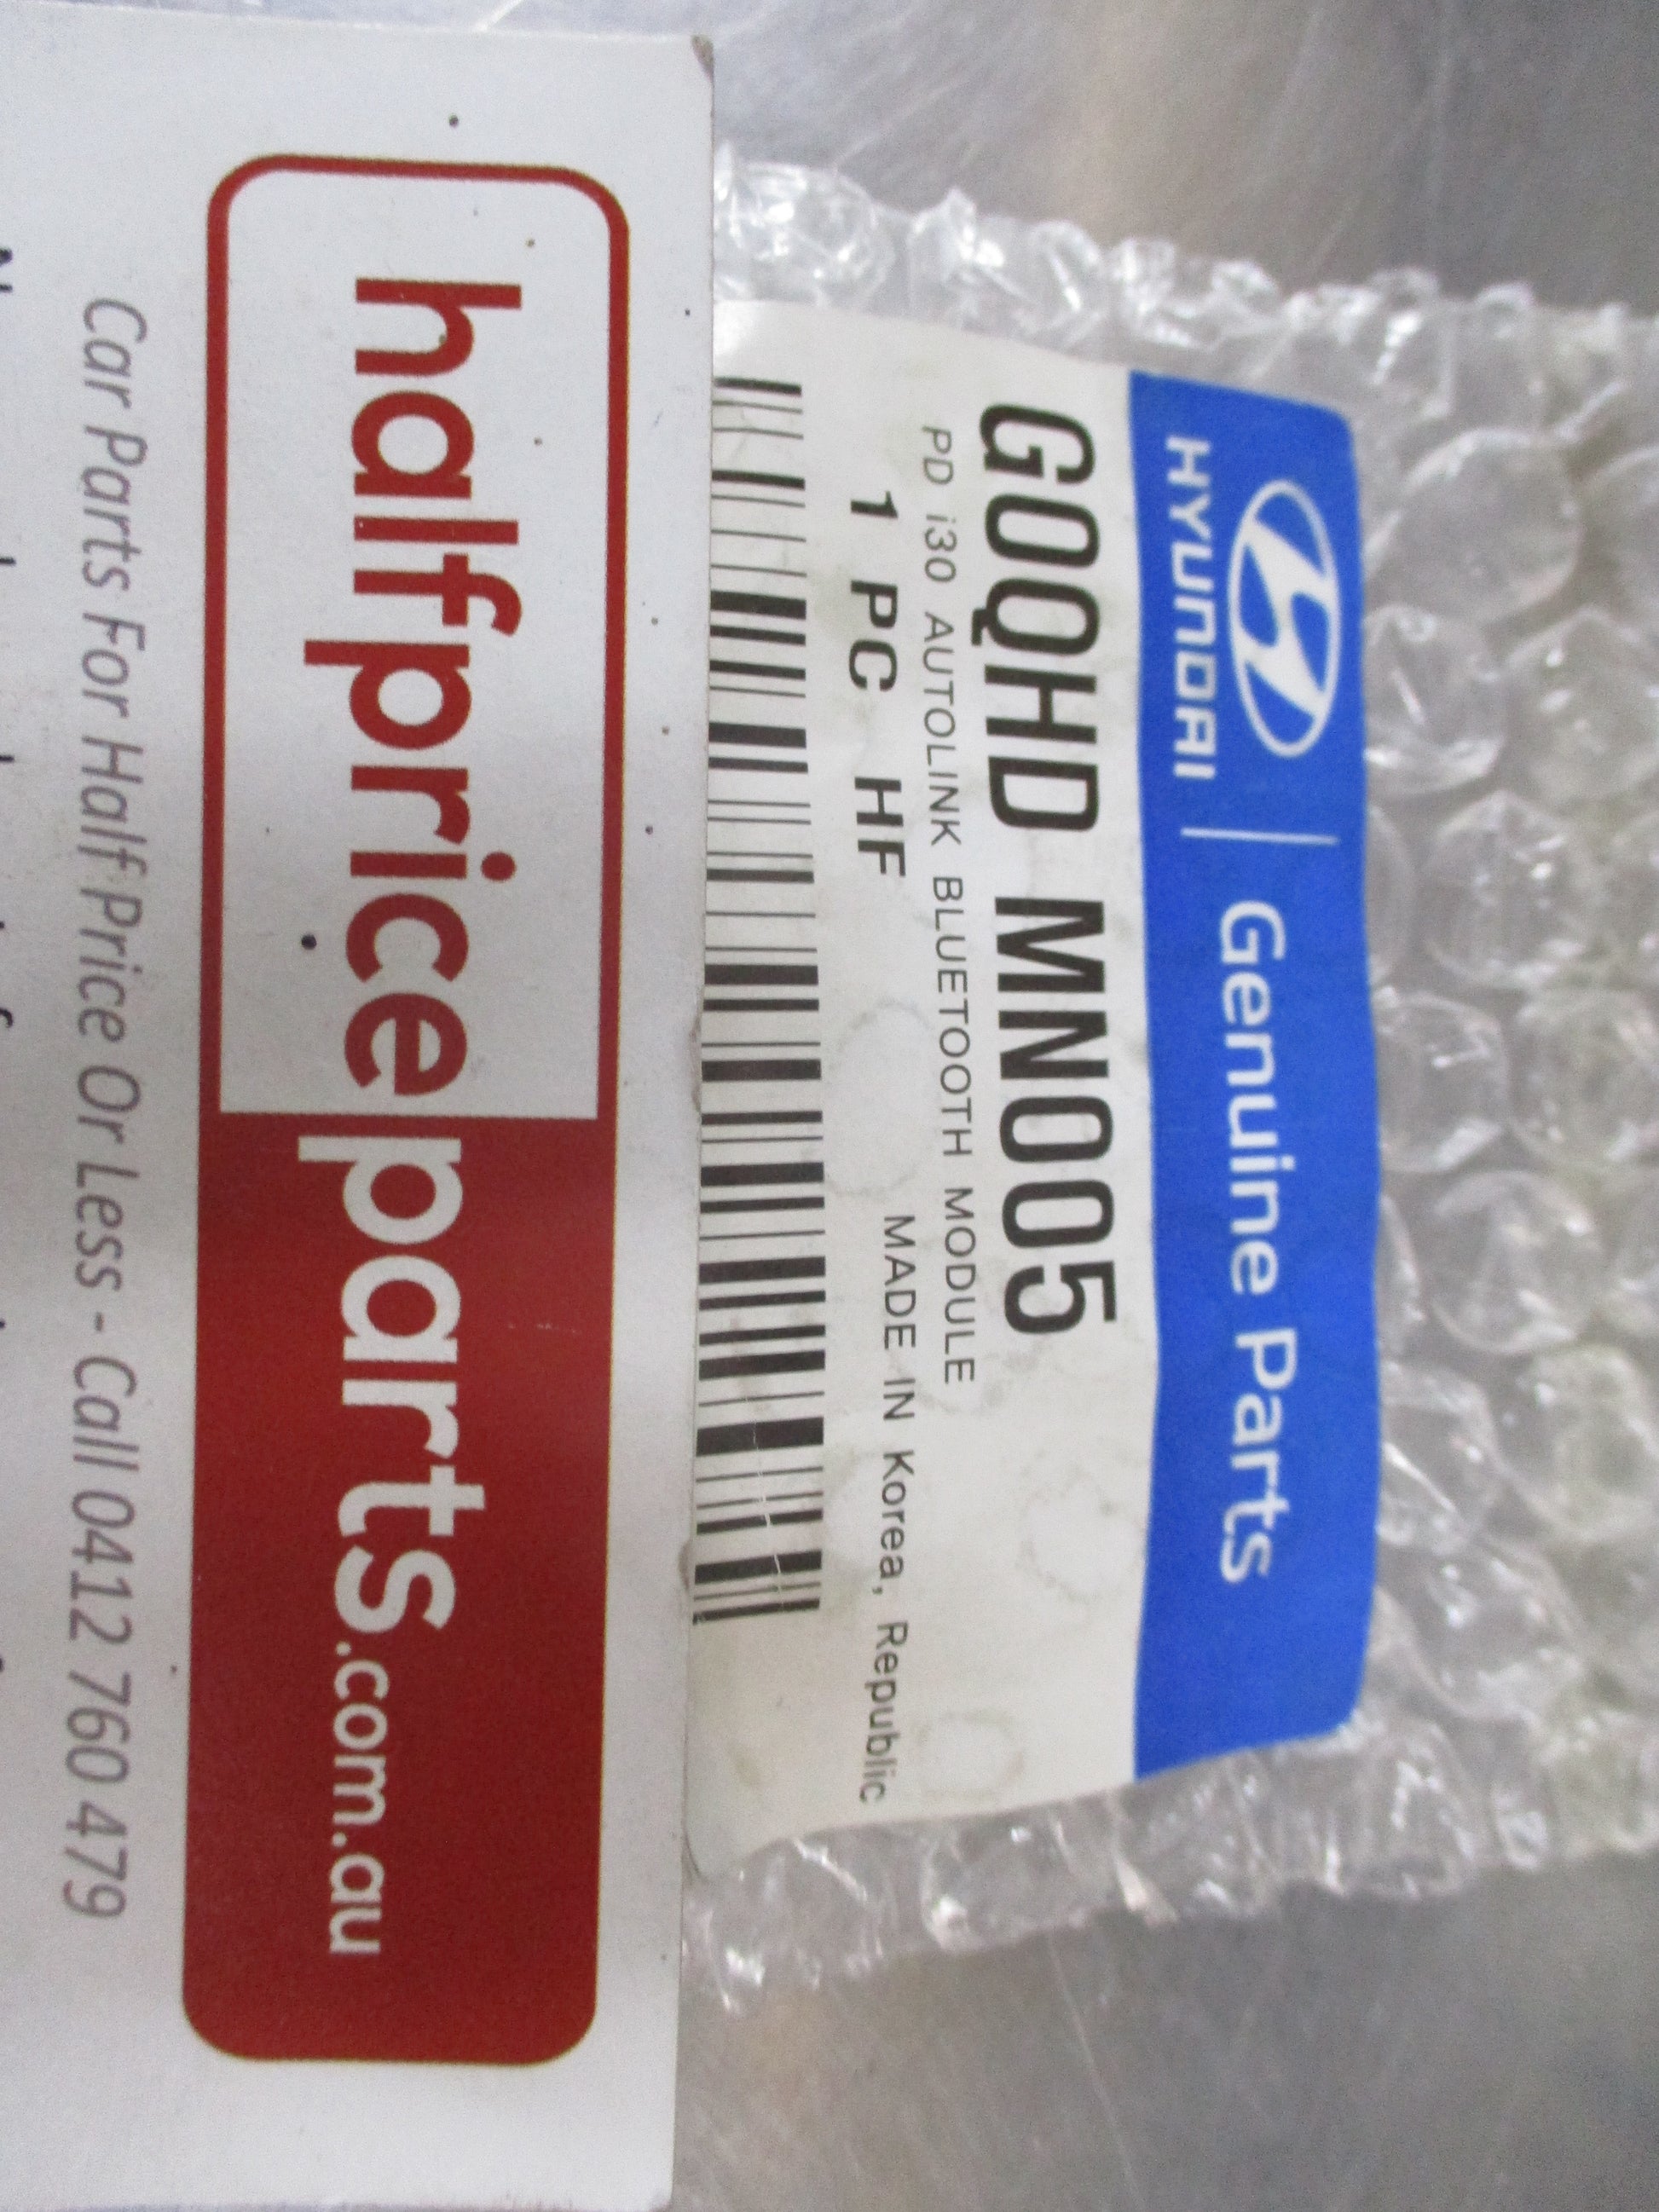 HYUNDAI | Genuine Parts
G0QHD MN005
PD i30 AUTOLINK BLUETOOTH MODULE
1 PC HF MADE IN Korea, Republic
halfpriceparts.com.au
Car Parts For Half Price Or Less - Call 0412 760 479